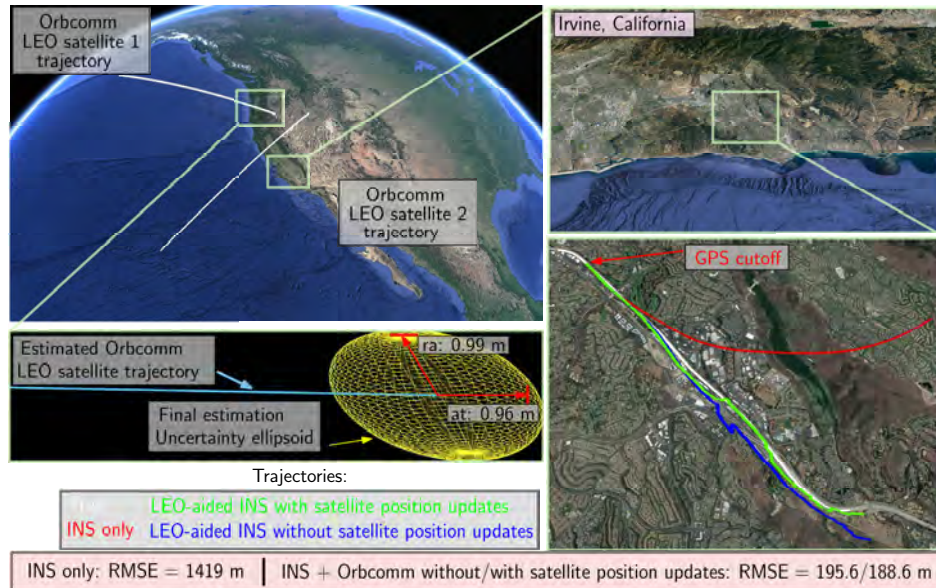 Orbcomm
LEO satellite 1
trajectory
Orbcomm
LEO satellite 2
trajectory
Irvine, California
GPS cutoff
Estimated Orbcomm
LEO satellite trajectory
ra: 0.99 m
at: 0.96 m
Final estimation
Uncertainty ellipsoid
Trajectories:
LEO-aided INS with satellite position updates
INS only LEO-aided INS without satellite position updates
INS only: RMSE = 1419 m | INS + Orbcomm without/with satellite position updates: RMSE = 195.6/188.6 m